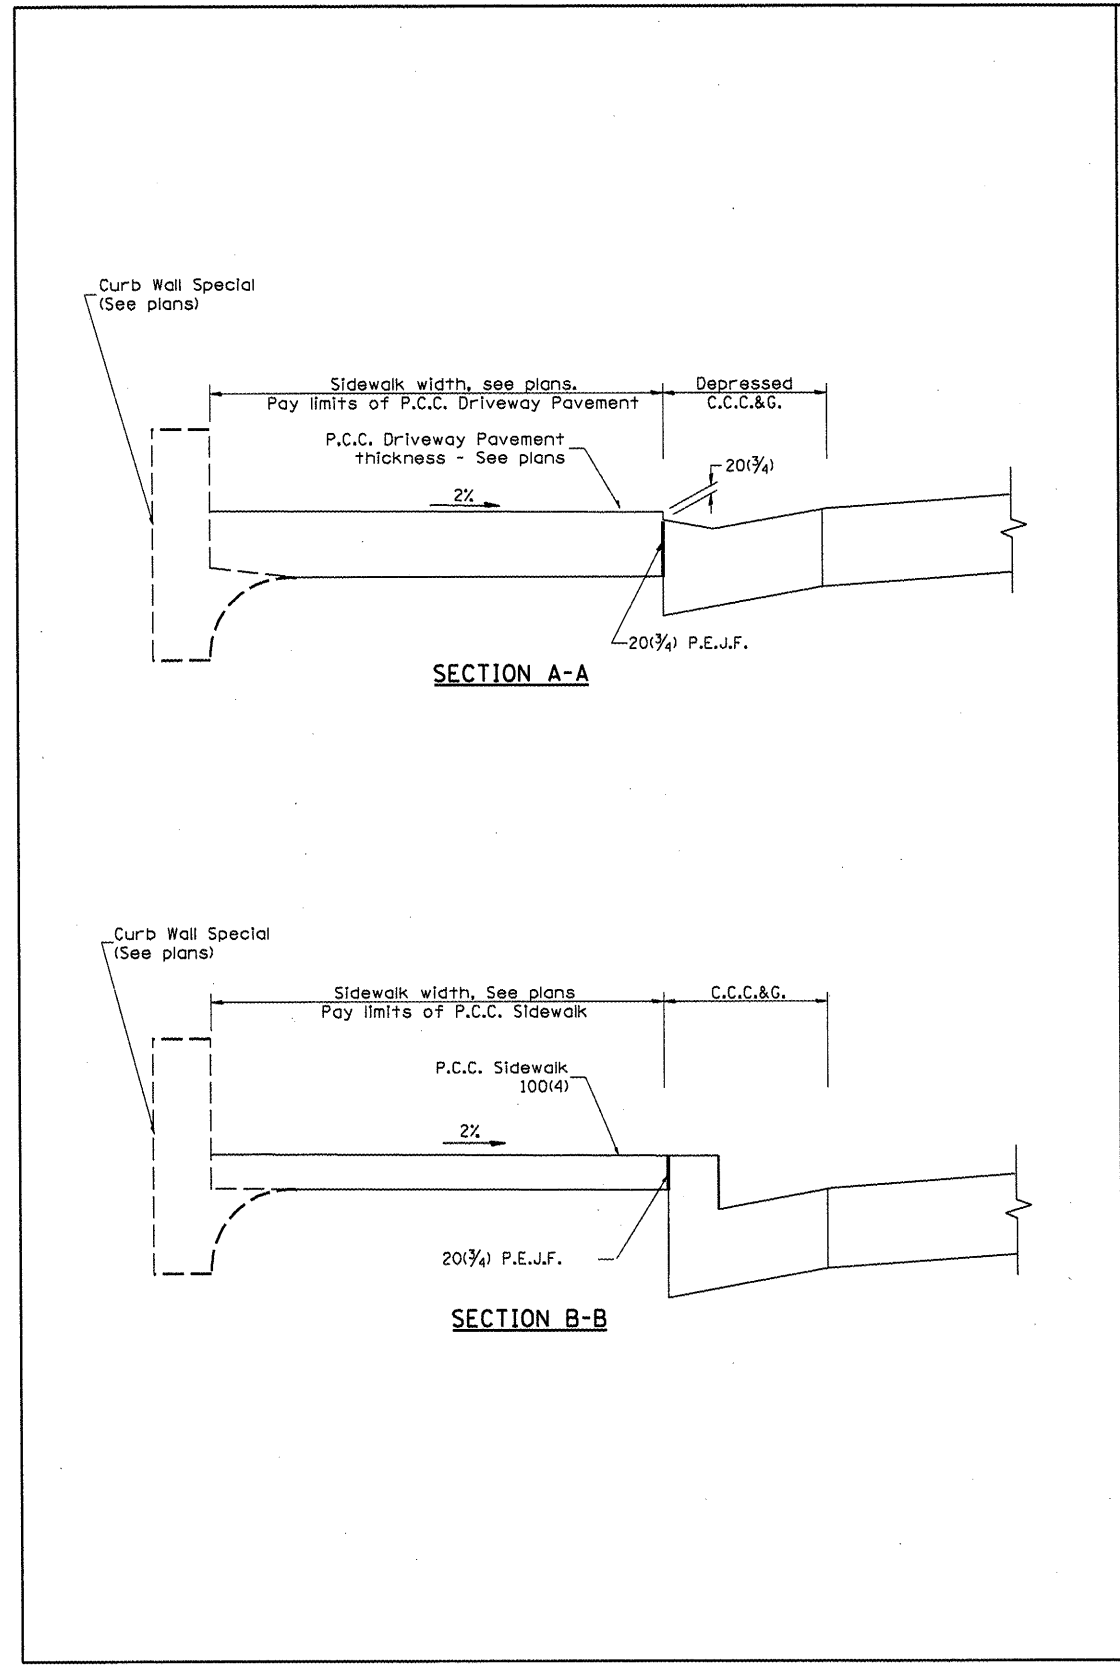 Curb Wall Special
(See plans)
Sidewalk width, see plans.
Pay limits of P.C.C. Driveway Pavement
Depressed
C.C.C.&G.
P.C.C. Driveway Pavement
thickness - See plans
20(¾)
2%
20(¾) P.E.J.F.
SECTION A-A
Curb Wall Special
(See plans)
Sidewalk width, See plans
Pay limits of P.C.C. Sidewalk
C.C.C.&G.
P.C.C. Sidewalk
100(4)
2%
20(¾) P.E.J.F.
SECTION B-B